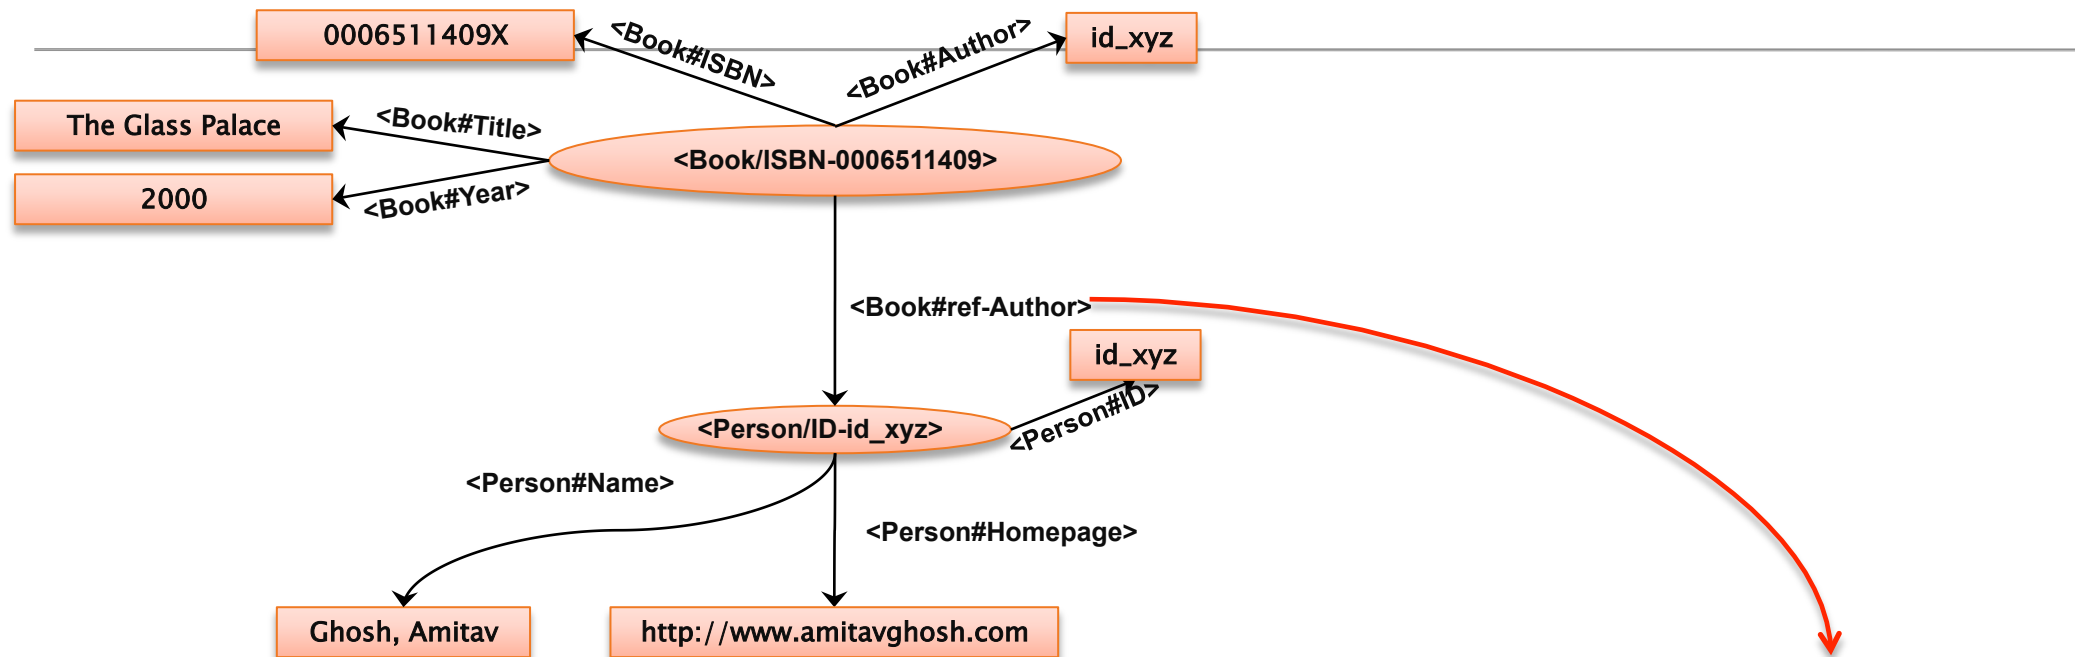 0006511409X
<Book#ISBN>
<Book#Author>
id_xyz
The Glass Palace
<Book#Title>
<Book/ISBN-0006511409>
2000
<Book#Year>
<Book#ref-Author>
id_xyz
<Person/ID-id_xyz>
<Person#ID>
<Person#Name>
<Person#Homepage>
Ghosh, Amitav
http://www.amitavghosh.com